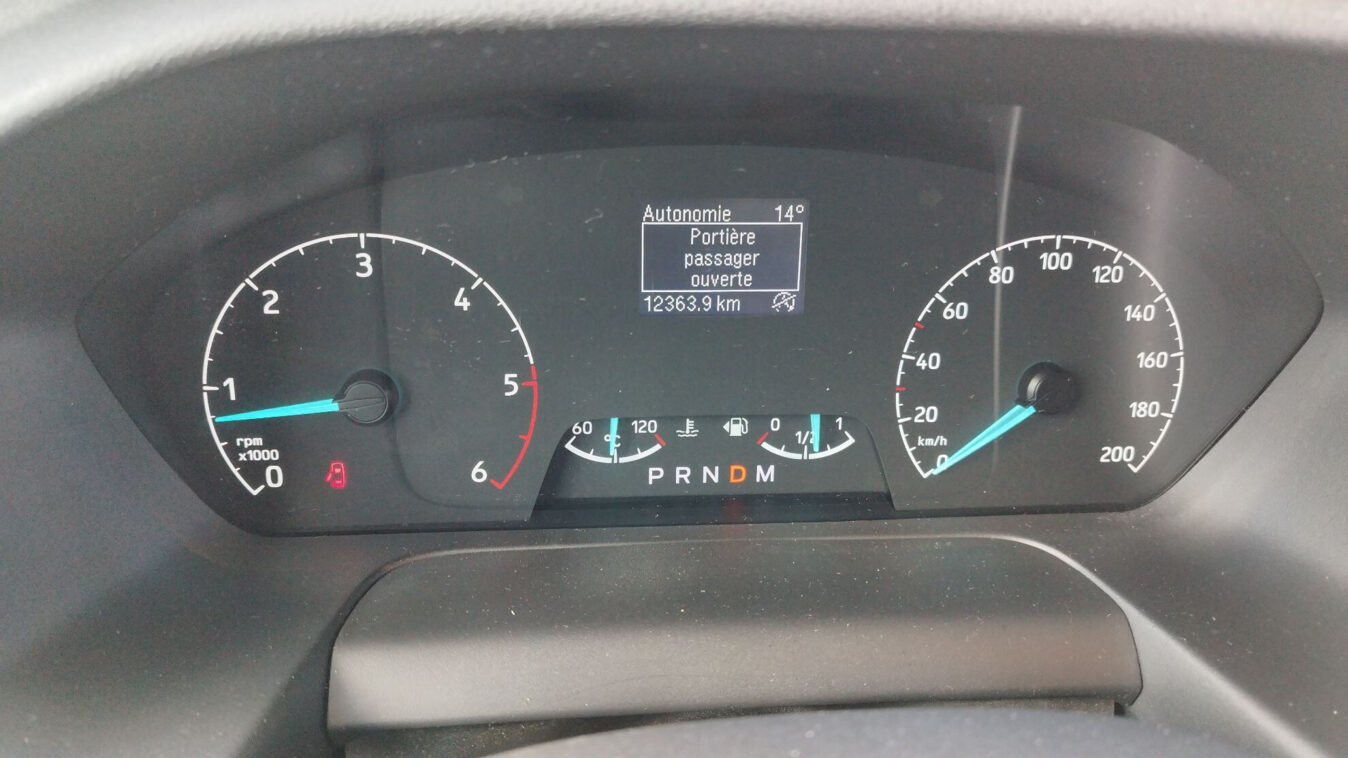 Autonomie 14°
Portière
passager
ouverte
12363.9 km
0
1
2
3
4
5
6
rpm
x1000
60 °C 120
0 1/2 1
P R N D M
0
20
40
60
80
100
120
140
160
180
200
km/h